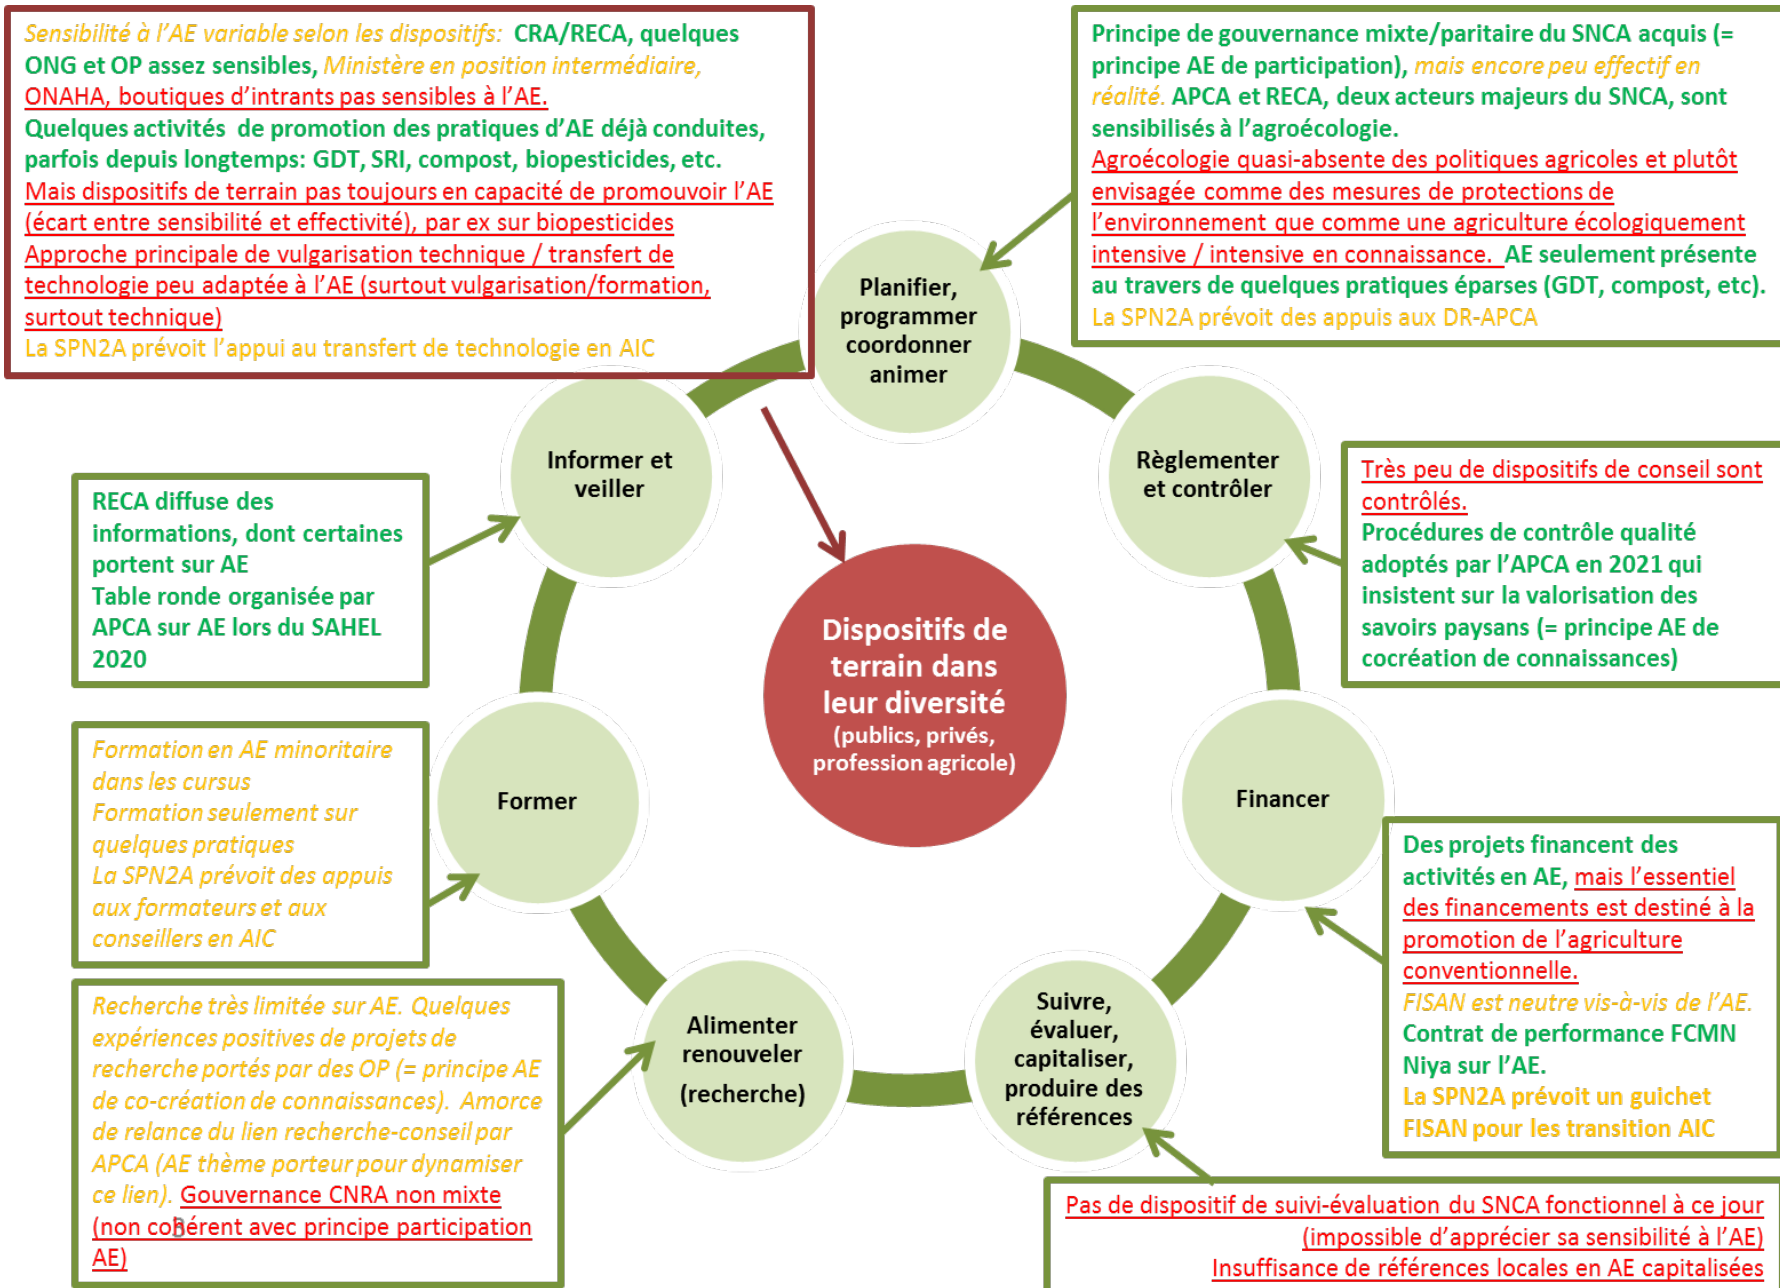 Sensibilité à l'AE variable selon les dispositifs: CRA/RECA, quelques
ONG et OP assez sensibles, Ministère en position intermédiaire,
ONAHA, boutiques d'intrants pas sensibles à l'AE.
Quelques activités de promotion des pratiques d'AE déjà conduites,
parfois depuis longtemps: GDT, SRI, compost, biopesticides, etc.
Mais dispositifs de terrain pas toujours en capacité de promouvoir l'AE
(écart entre sensibilité et effectivité), par ex sur biopesticides
Approche principale de vulgarisation technique / transfert de
technologie peu adaptée à l'AE (surtout vulgarisation/formation,
surtout technique)
La SPN2A prévoit l'appui au transfert de technologie en AIC
Principe de gouvernance mixte/paritaire du SNCA acquis (=
principe AE de participation), mais encore peu effectif en
réalité. APCA et RECA, deux acteurs majeurs du SNCA, sont
sensibilisés à l'agroécologie.
Agroécologie quasi-absente des politiques agricoles et plutôt
envisagée comme des mesures de protections de
l'environnement que comme une agriculture écologiquement
intensive / intensive en connaissance. AE seulement présente
au travers de quelques pratiques éparses (GDT, compost, etc).
La SPN2A prévoit des appuis aux DR-APCA
Planifier,
programmer
coordonner
animer
Informer et
veiller
Règlementer
et contrôler
RECA diffuse des
informations, dont certaines
portent sur AE
Table ronde organisée par
APCA sur AE lors du SAHEL
2020
Très peu de dispositifs de conseil sont
contrôlés.
Procédures de contrôle qualité
adoptés par l'APCA en 2021 qui
insistent sur la valorisation des
savoirs paysans (= principe AE de
cocréation de connaissances)
Dispositifs de
terrain dans
leur diversité
(publics, privés,
profession agricole)
Formation en AE minoritaire
dans les cursus
Formation seulement sur
quelques pratiques
La SPN2A prévoit des appuis
aux formateurs et aux
conseillers en AIC
Former
Financer
Des projets financent des
activités en AE, mais l'essentiel
des financements est destiné à la
promotion de l'agriculture
conventionnelle.
FISAN est neutre vis-à-vis de l'AE.
Contrat de performance FCMN
Niya sur l'AE.
La SPN2A prévoit un guichet
FISAN pour les transition AIC
Recherche très limitée sur AE. Quelques
expériences positives de projets de
recherche portés par des OP (= principe AE
de co-création de connaissances). Amorce
de relance du lien recherche-conseil par
APCA (AE thème porteur pour dynamiser
ce lien). Gouvernance CNRA non mixte
(non cohérent avec principe participation
AE)
Alimenter
renouveler
(recherche)
Suivre,
évaluer,
capitaliser,
produire des
références
Pas de dispositif de suivi-évaluation du SNCA fonctionnel à ce jour
(impossible d'apprécier sa sensibilité à l'AE)
Insuffisance de références locales en AE capitalisées